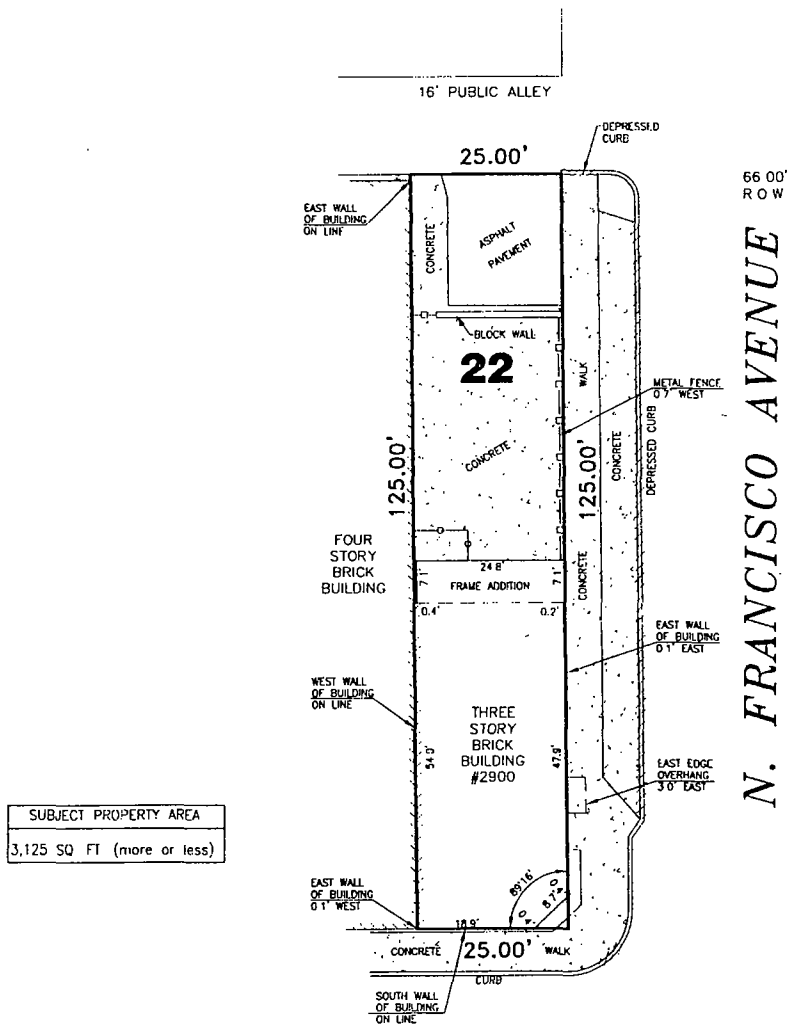 16' PUBLIC ALLEY
DEPRESSED
CURB
25.00'
66 00'
R O W
EAST WALL
OF BUILDING
ON LINE
CONCRETE
ASPHALT
PAVEMENT
BLOCK WALL
22
WALK
METAL FENCE
0 7' WEST
N. FRANCISCO AVENUE
125.00'
CONCRETE
125.00'
CONCRETE
DEPRESSED CURB
FOUR
STORY
BRICK
BUILDING
24 8'
7 1'
FRAME ADDITION
7 1'
CONCRETE
0.4'
0.2'
EAST WALL
OF BUILDING
0 1' EAST
WEST WALL
OF BUILDING
ON LINE
THREE
STORY
BRICK
BUILDING
#2900
54 0'
47.9'
EAST EDGE
OVERHANG
3 0' EAST
SUBJECT PROPERTY AREA
3,125 SQ FT (more or less)
EAST WALL
OF BUILDING
0 1' WEST
89°16'
8 7'
18 9'
CONCRETE
25.00'
WALK
CURB
SOUTH WALL
OF BUILDING
ON LINE